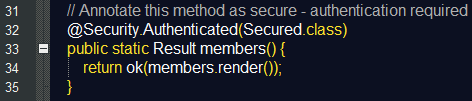 31 // Annotate this method as secure - authentication required
32 @Security.Authenticated(Secured.class)
33 public static Result members() {
34 return ok(members.render());
35 }